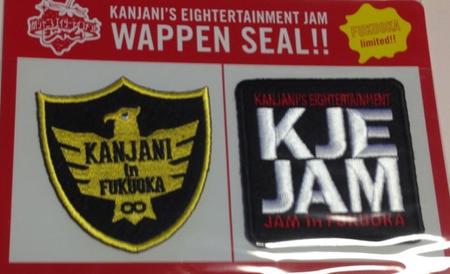 KANJANI'S EIGHTERTAINMENT JAM
WAPPEN SEAL!!
FUKUOKA
limited!!
KANJANI
In
FUKUOKA
KANJANI'S EIGHTERTAINMENT
KJE
JAM
JAM In FUKUOKA